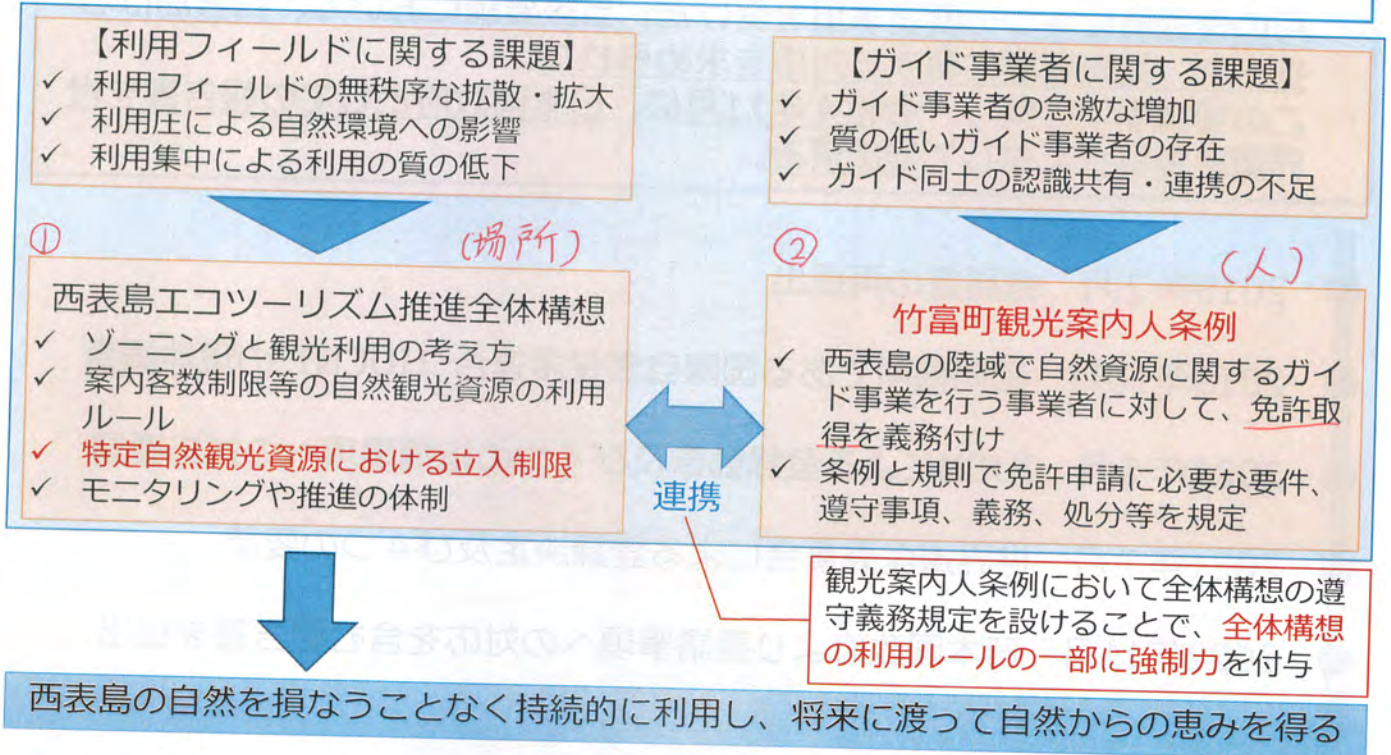 【利用フィールドに関する課題】
✓ 利用フィールドの無秩序な拡散・拡大
✓ 利用圧による自然環境への影響
✓ 利用集中による利用の質の低下
【ガイド事業者に関する課題】
✓ ガイド事業者の急激な増加
✓ 質の低いガイド事業者の存在
✓ ガイド同士の認識共有・連携の不足
① (場所)
西表島エコツーリズム推進全体構想
✓ ゾーニングと観光利用の考え方
✓ 案内客数制限等の自然観光資源の利用
ルール
✓ 特定自然観光資源における立入制限
✓ モニタリングや推進の体制
連携
② (人)
竹富町観光案内人条例
✓ 西表島の陸域で自然資源に関するガイ
ド事業を行う事業者に対して、免許取
得を義務付け
✓ 条例と規則で免許申請に必要な要件、
遵守事項、義務、処分等を規定
観光案内人条例において全体構想の遵
守義務規定を設けることで、全体構想
の利用ルールの一部に強制力を付与
西表島の自然を損なうことなく持続的に利用し、将来に渡って自然からの恵みを得る